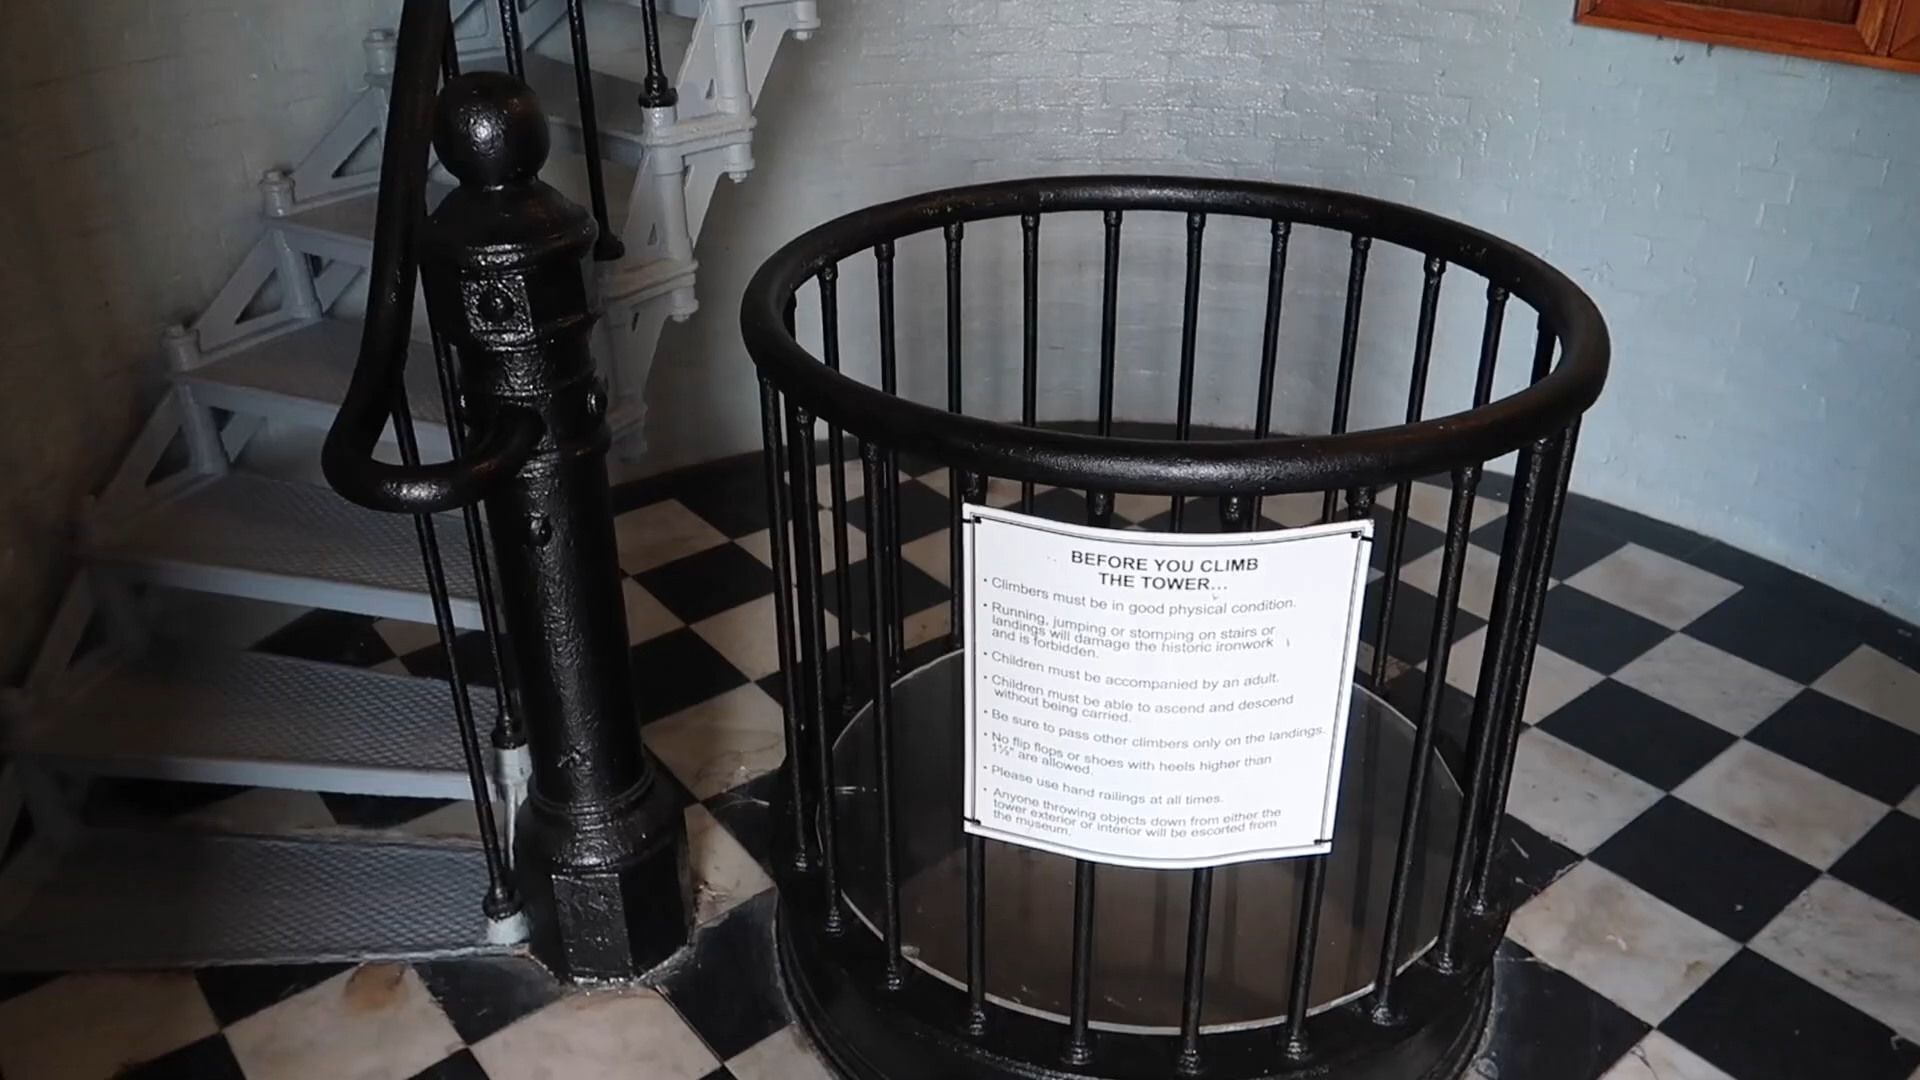 BEFORE YOU CLIMB
THE TOWER...
• Climbers must be in good physical condition.
• Running, jumping or stomping on stairs or
landings will damage the historic ironwork
and is forbidden.
• Children must be accompanied by an adult.
• Children must be able to ascend and descend
without being carried.
• Be sure to pass other climbers only on the landings.
• No flip flops or shoes with heels higher than
1½" are allowed.
• Please use hand railings at all times.
• Anyone throwing objects down from either the
tower exterior or interior will be escorted from
the museum.